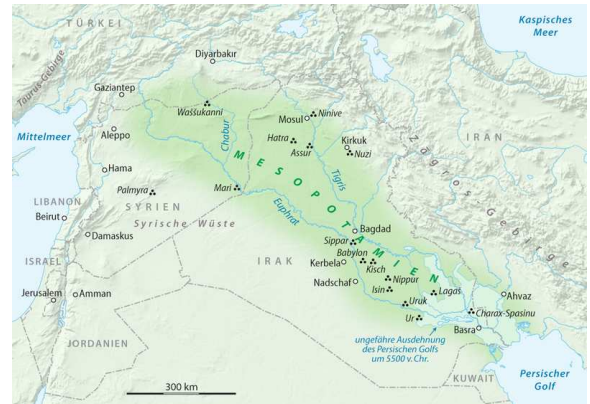 Kaspisches
Meer
TÜRKEI
Taurus-Gebirge
Diyarbakır
Gaziantep
Waššukanni
Mosul
Ninive
Mittelmeer
Aleppo
Chabur
Hatra
Assur
Kirkuk
Nuzi
IRAN
Zagros-Gebirge
Hama
MESOPOTAMIEN
Tigris
Palmyra
Mari
LIBANON
SYRIEN
Euphrat
Beirut
Syrische Wüste
Bagdad
Damaskus
Sippar
Babylon
ISRAEL
IRAK
Kerbela
Kisch
Nadschaf
Nippur
Jerusalem
Amman
Isin
Lagaš
Ahvaz
Uruk
Charax-Spasinu
Ur
Basra
JORDANIEN
ungefähre Ausdehnung
des Persischen Golfs
um 5500 v. Chr.
300 km
KUWAIT
Persischer
Golf